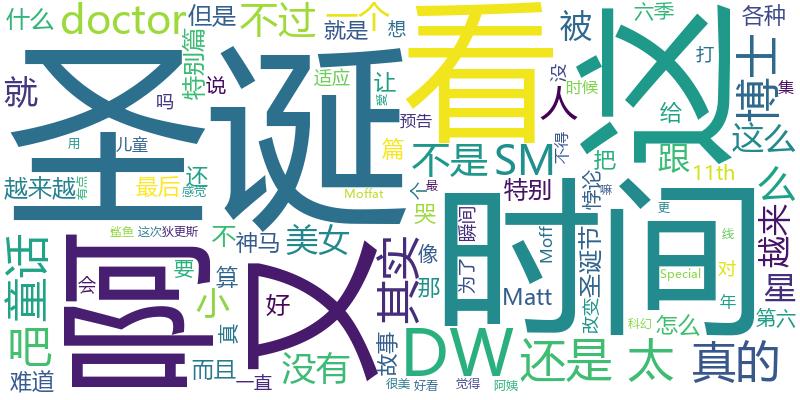 什么 doctor 但是 不过 一个 想 看 被 六季 各种
就是 人 没 打 博士
特别篇 适应 让 爱 给 时候 集
就 圣诞 吗 说 预告 这
儿童 用 篇 不是 SM 不得 把 跟 这么
越来越 有点 最后 还 感觉 Moffat 个 最 特别 悖论 嘛 11th 么
鲨鱼 这次 狄更斯 哭 瞬间 时间 更 越来
童话 啊 不 神马 美女 又 其实 像 那 为了 Moff 圣诞节 线 星
会 要 算 好 Matt Special 对 年
吧 小 真 故事 DW 改变 科幻 怎么 第六
难道 而且 一直 没有 很美 好看 觉得 还是 阿姨 太 真的